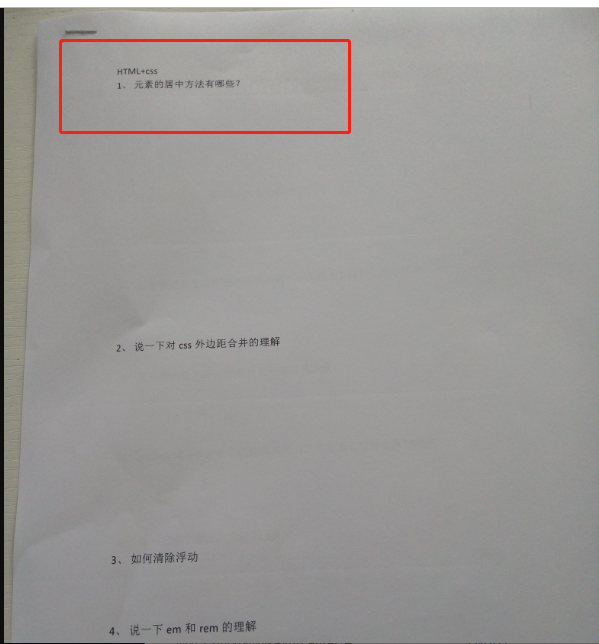 HTML+css
1、 元素的居中方法有哪些?
2、 说一下对 css 外边距合并的理解
3、 如何清除浮动
4、 说一下 em 和 rem 的理解